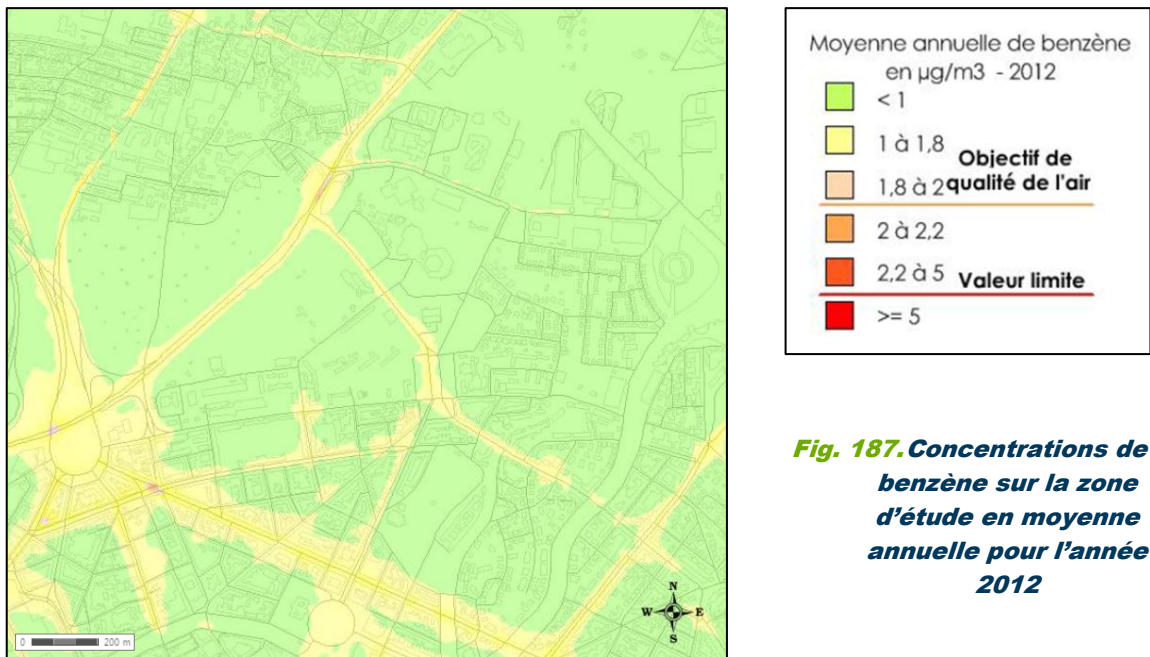 N
W E
S
0 200 m
Moyenne annuelle de benzène
en µg/m3 - 2012
< 1
1 à 1,8
Objectif de
1,8 à 2 qualité de l'air
2 à 2,2
2,2 à 5 Valeur limite
>= 5
Fig. 187. Concentrations de
benzène sur la zone
d'étude en moyenne
annuelle pour l'année
2012